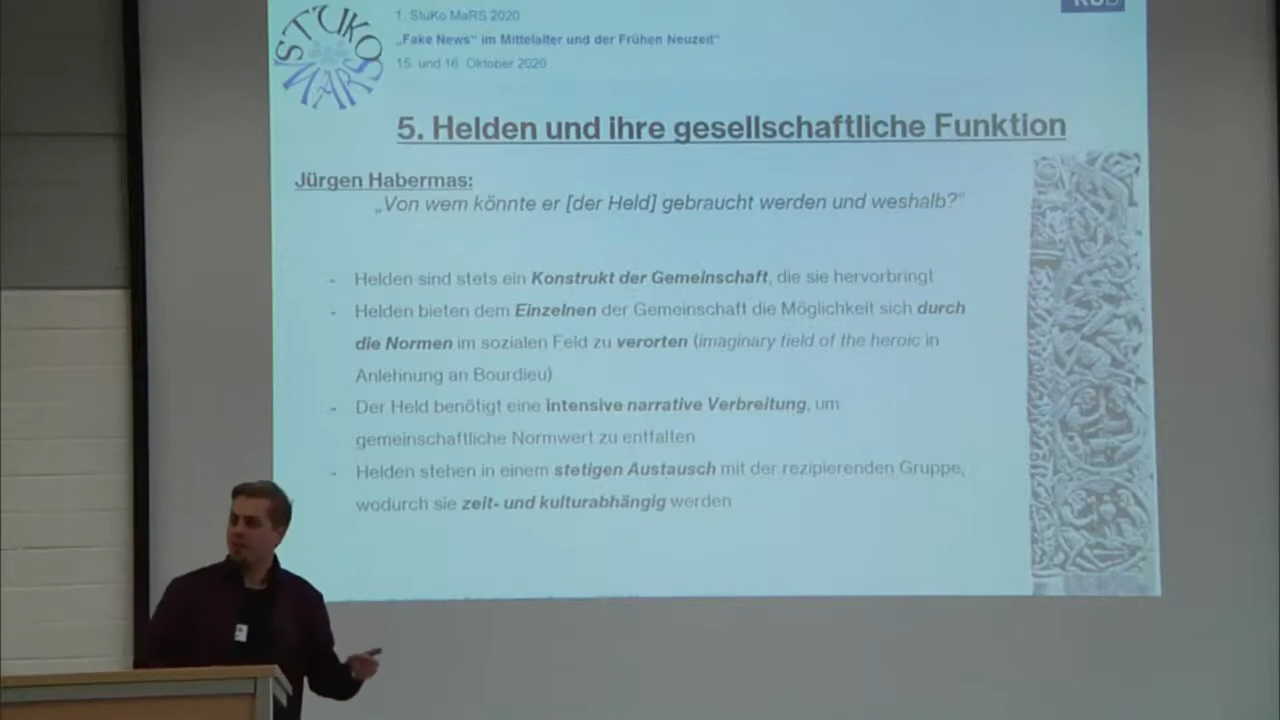 STUKO
MARS
1. StuKo MaRS 2020
„Fake News“ im Mittelalter und der Frühen Neuzeit“
15. und 16. Oktober 2020
RUB
5. Helden und ihre gesellschaftliche Funktion
Jürgen Habermas:
„Von wem könnte er [der Held] gebraucht werden und weshalb?“
- Helden sind stets ein Konstrukt der Gemeinschaft, die sie hervorbringt
- Helden bieten dem Einzelnen der Gemeinschaft die Möglichkeit sich durch
die Normen im sozialen Feld zu verorten (imaginary field of the heroic in
Anlehnung an Bourdieu)
- Der Held benötigt eine intensive narrative Verbreitung, um
gemeinschaftliche Normwert zu entfalten
- Helden stehen in einem stetigen Austausch mit der rezipierenden Gruppe,
wodurch sie zeit- und kulturabhängig werden